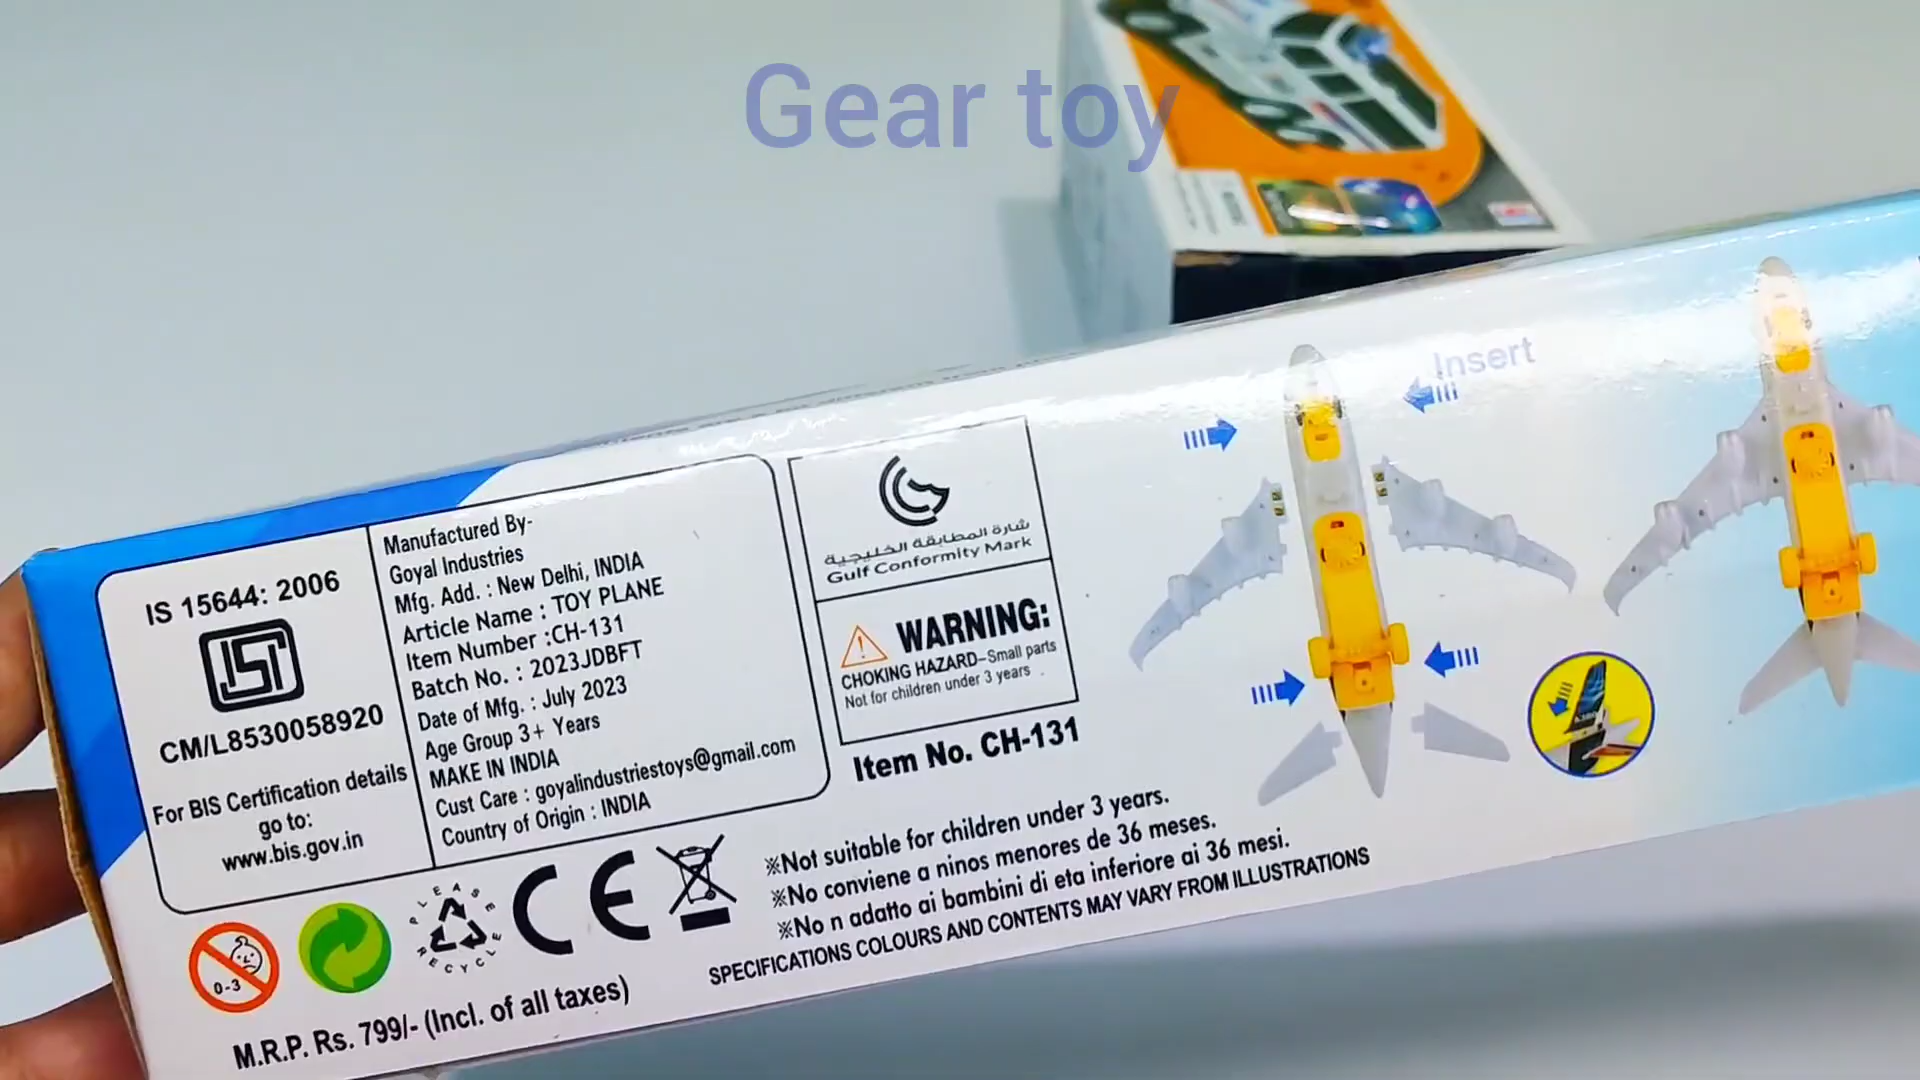 Gear toy
Insert
IS 15644: 2006
CM/L8530058920
For BIS Certification details
go to:
www.bis.gov.in
Manufactured By-
Goyal Industries
Mfg. Add. : New Delhi, INDIA
Article Name : TOY PLANE
Item Number :CH-131
Batch No. : 2023JDBFT
Date of Mfg. : July 2023
Age Group 3+ Years
MAKE IN INDIA
Cust Care : goyalindustriestoys@gmail.com
Country of Origin : INDIA
شارة المطابقة الخليجية
Gulf Conformity Mark
WARNING:
CHOKING HAZARD-Small parts
Not for children under 3 years
Item No. CH-131
0-3
PLEASE
RECYCLE
CE
※Not suitable for children under 3 years.
※No conviene a ninos menores de 36 meses.
※No n adatto ai bambini di eta inferiore ai 36 mesi.
SPECIFICATIONS COLOURS AND CONTENTS MAY VARY FROM ILLUSTRATIONS
M.R.P. Rs. 799/- (Incl. of all taxes)